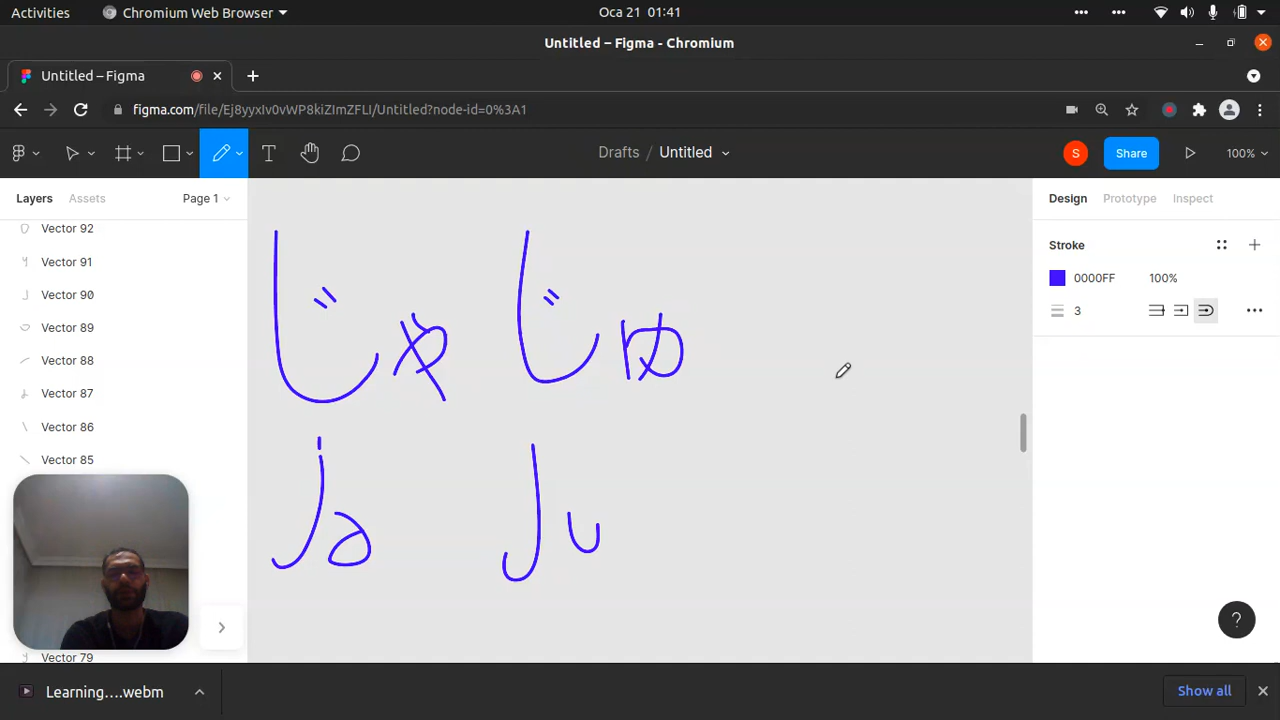 Activities Chromium Web Browser Oca 21 01:41
Untitled – Figma - Chromium
Untitled – Figma
figma.com/file/Ej8yyxIv0vWP8kiZImZFLI/Untitled?node-id=0%3A1
Drafts / Untitled S Share 100%
Layers Assets Page 1
Design Prototype Inspect
Vector 92
Vector 91
Vector 90
Vector 89
Vector 88
Vector 87
Vector 86
Vector 85
Vector 79
Stroke
0000FF 100%
3
じゃ じゅ
ja Ju
?
Learning....webm
Show all